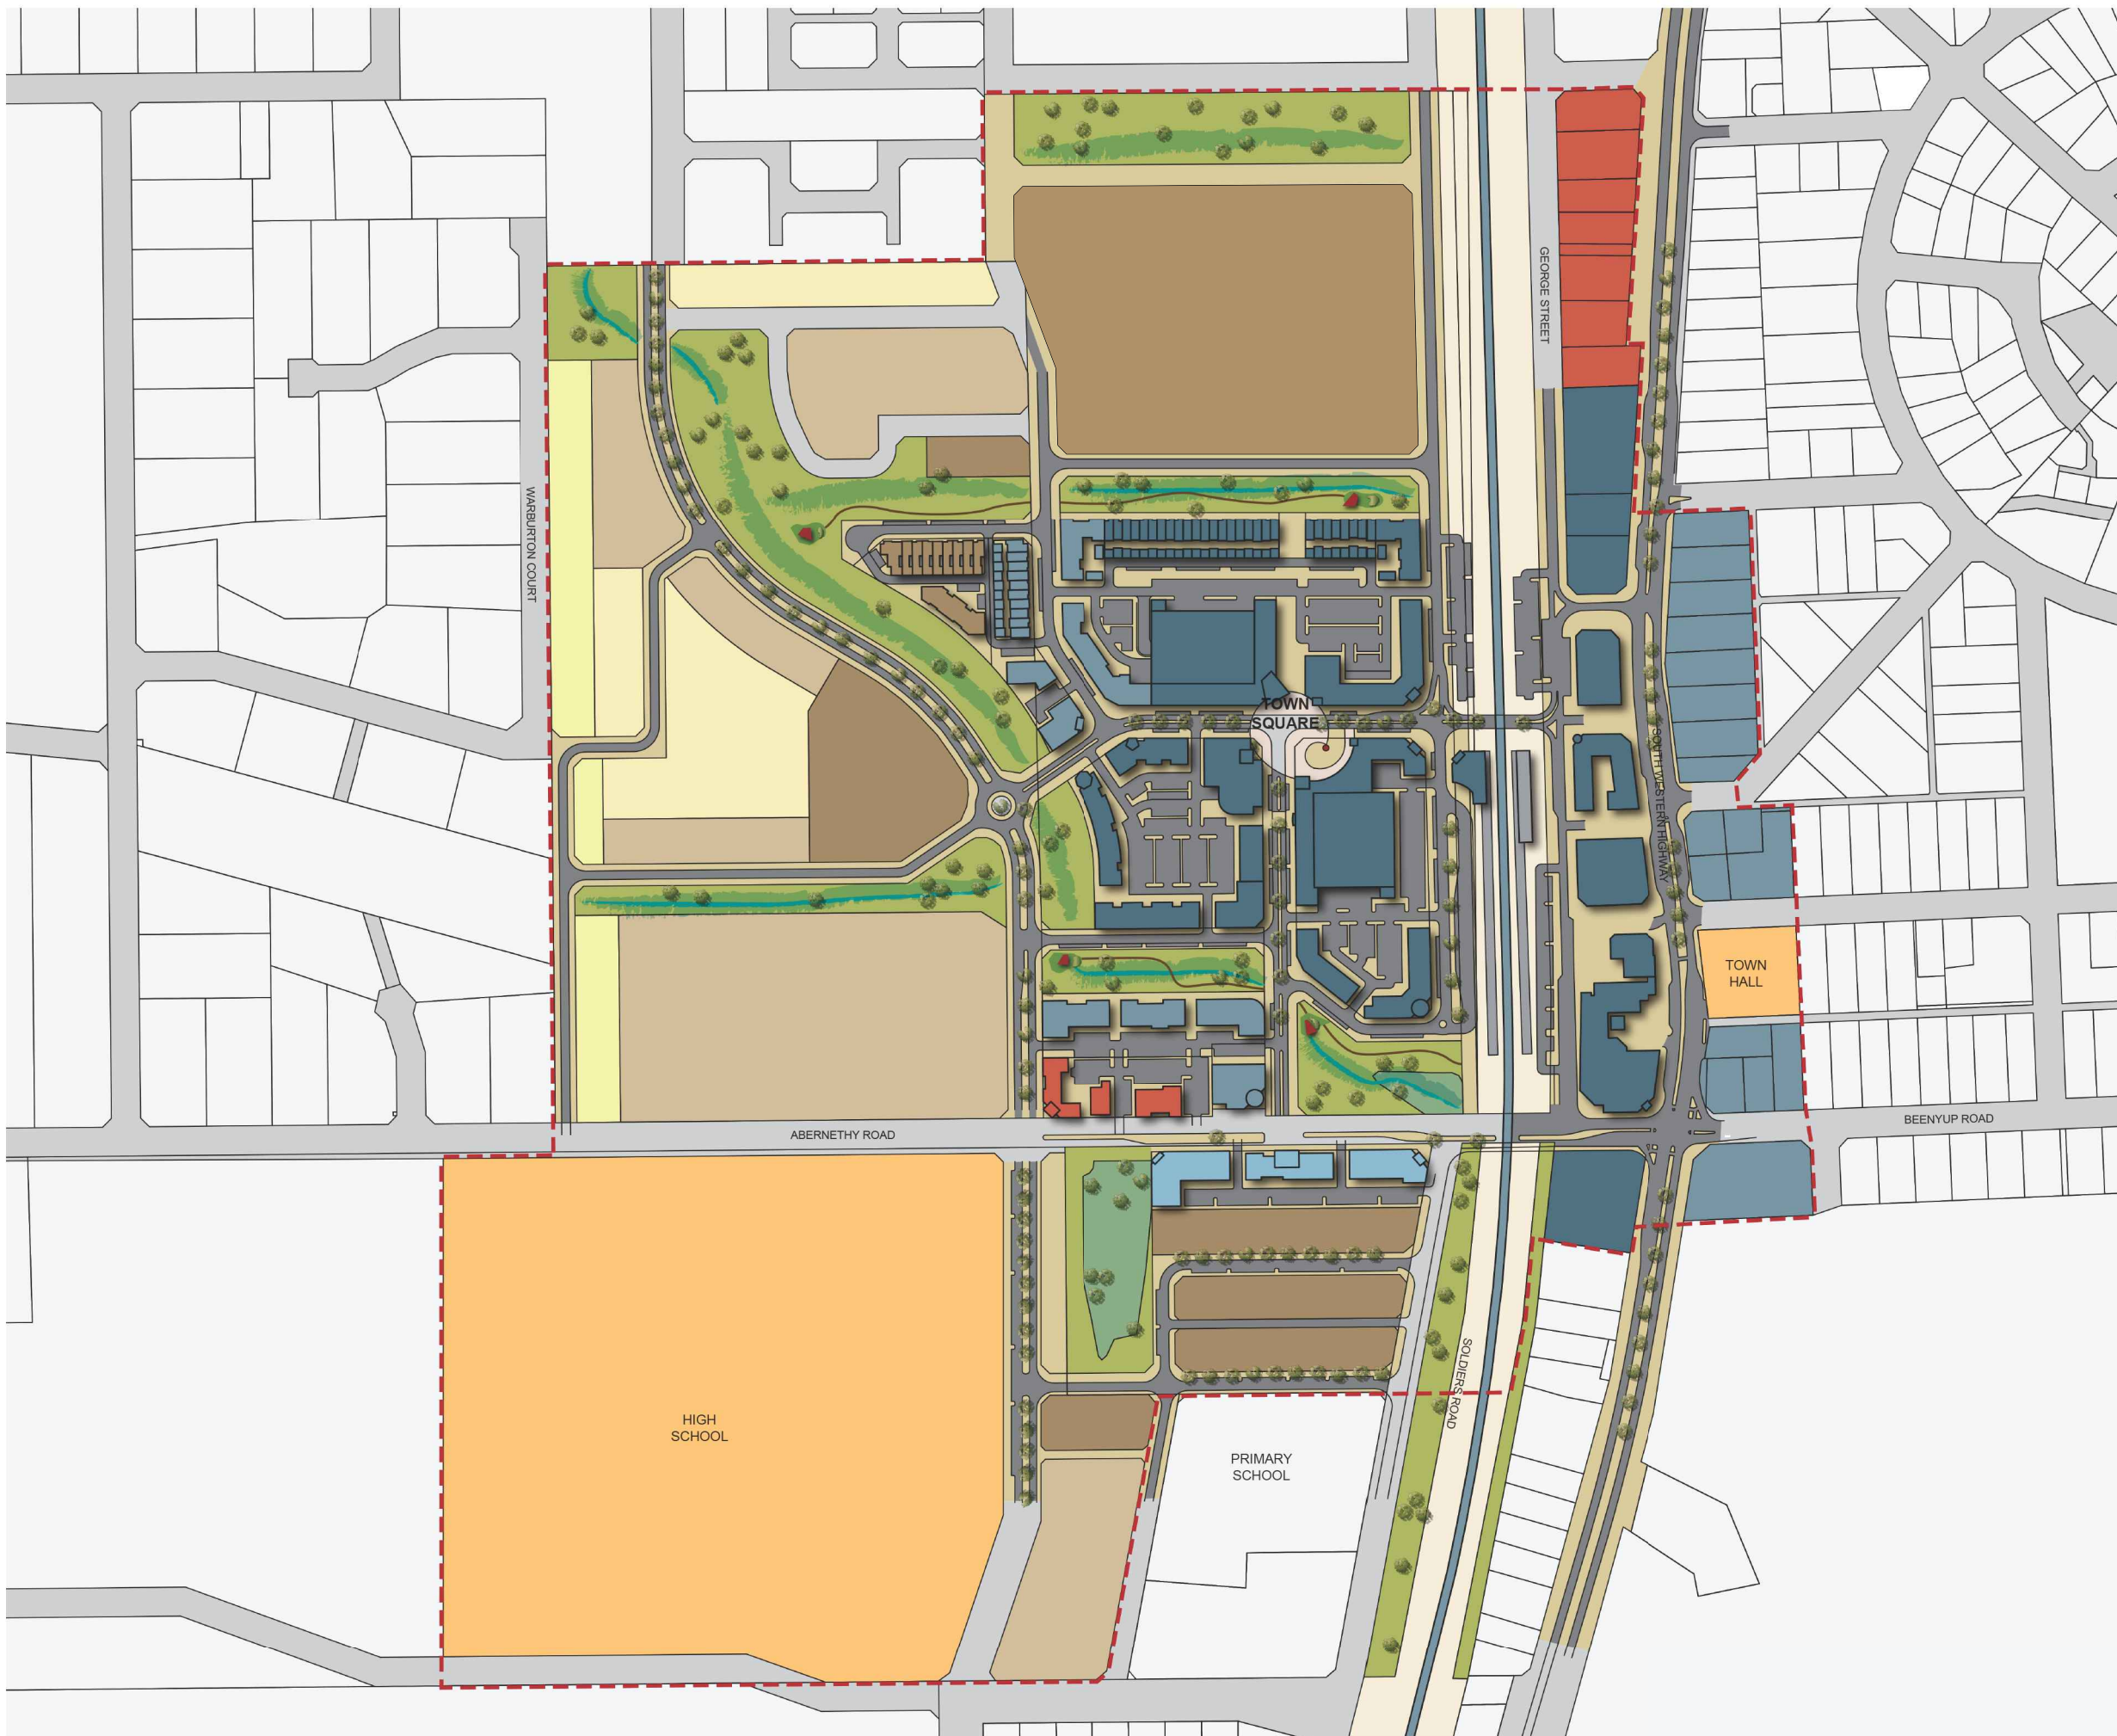 GEORGE STREET
WARBURTON COURT
TOWN
SQUARE
SOUTH WESTERN HIGHWAY
TOWN
HALL
BEENYUP ROAD
ABERNETHY ROAD
SOLDIERS ROAD
HIGH
SCHOOL
PRIMARY
SCHOOL